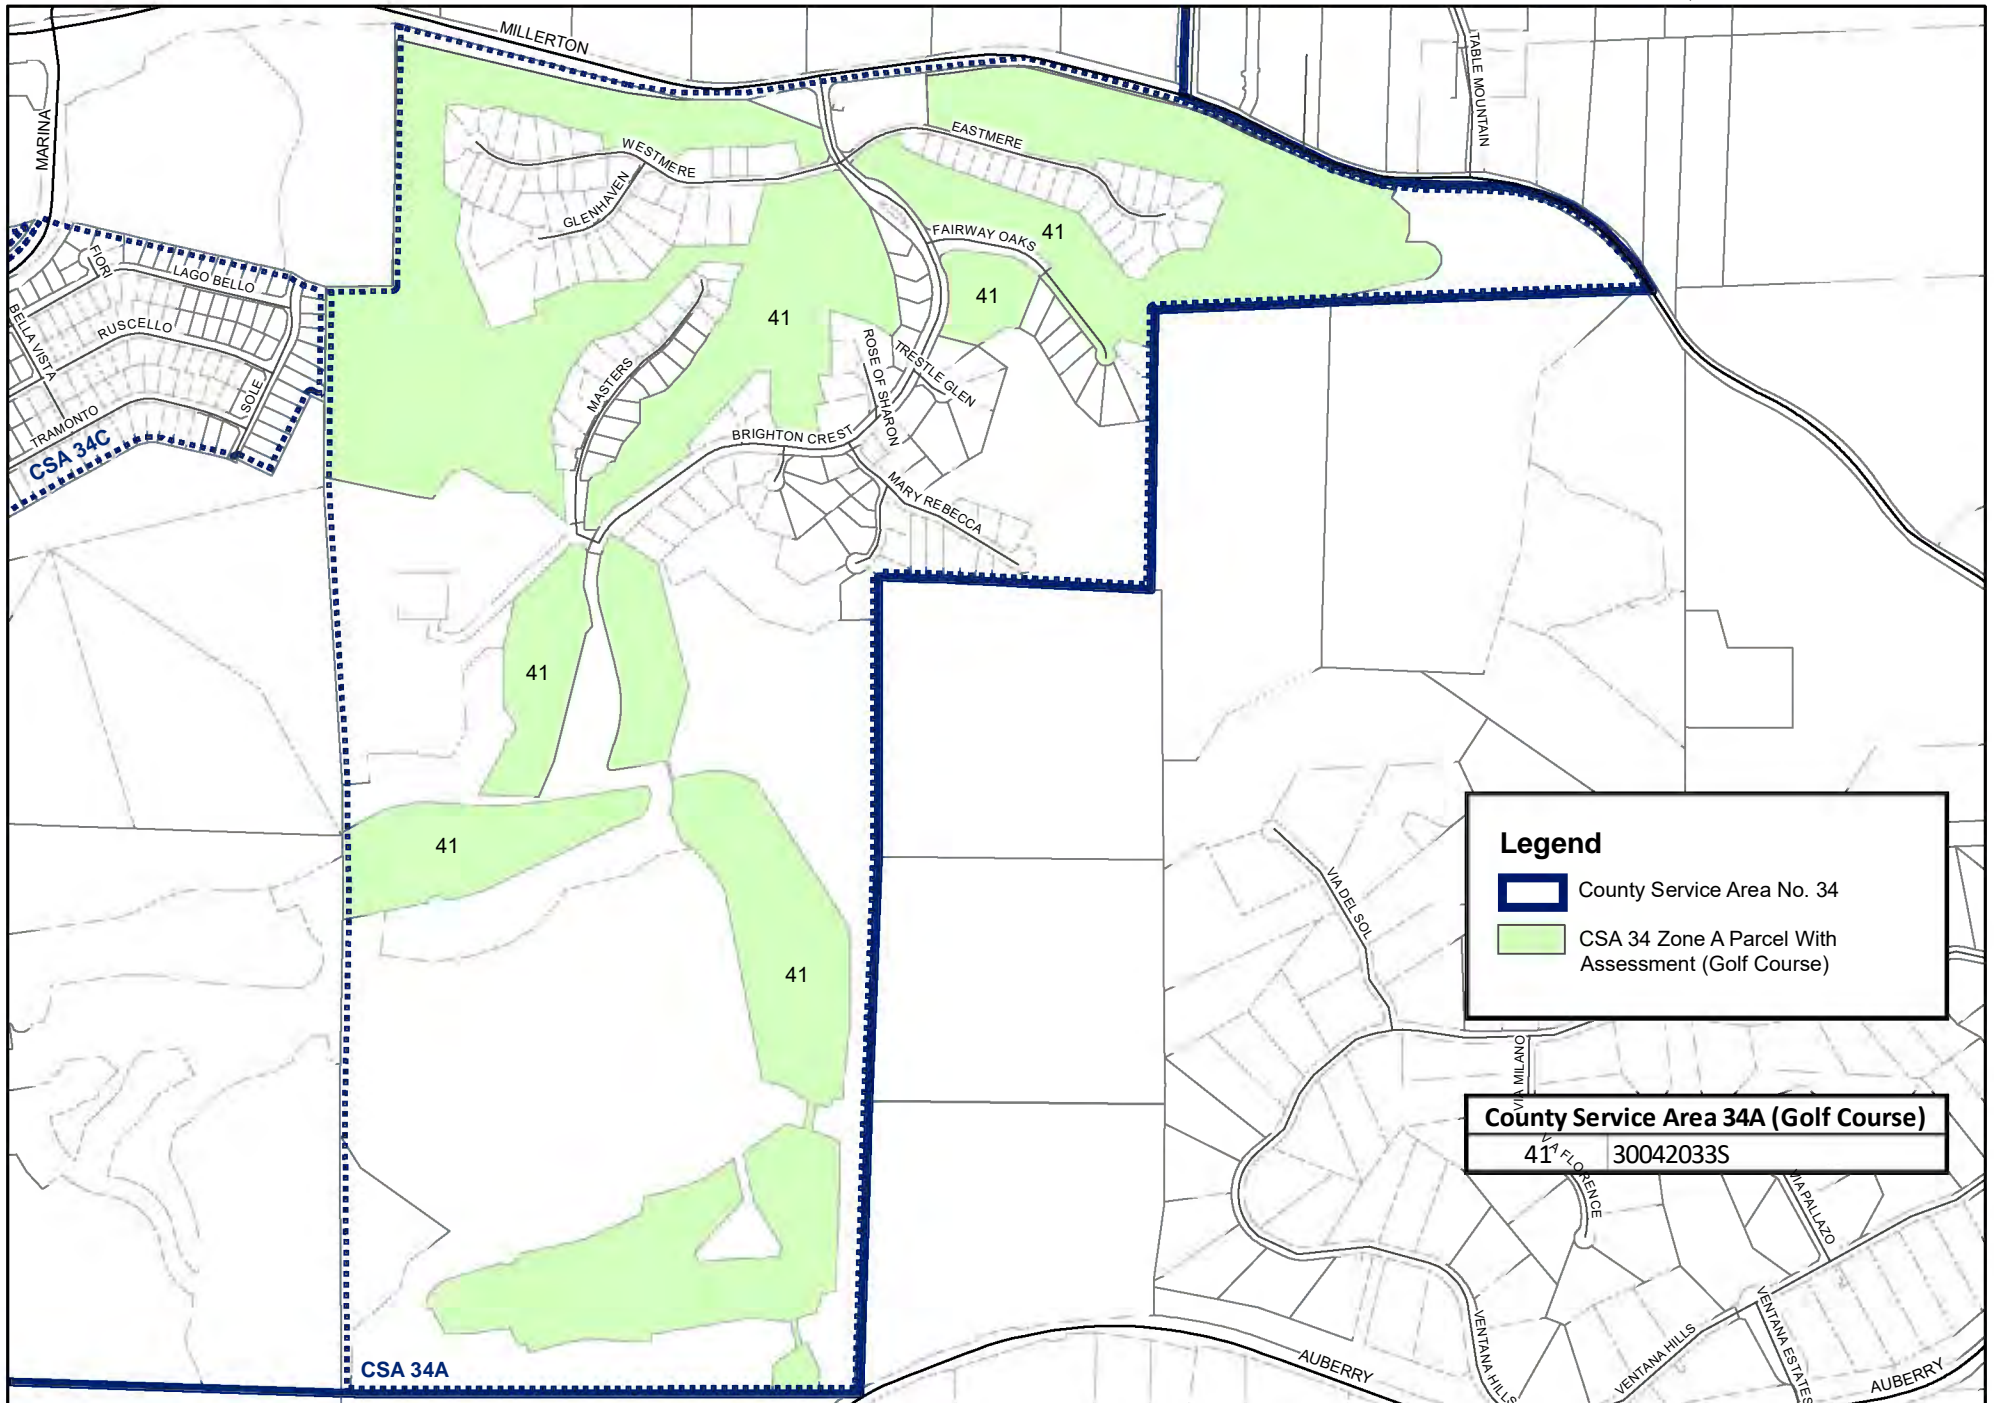 MILLERTON
TABLE MOUNTAIN
MARINA
EASTMERE
WESTMERE
GLENHAVEN
FAIRWAY OAKS
41
FIORI
LAGO BELLO
41
BELLA VISTA
RUSCELLO
41
ROSE OF SHARON
TRESTLE GLEN
MASTERS
SOLE
TRAMONTO
BRIGHTON CREST
CSA 34C
MARY REBECCA
41
41
Legend
County Service Area No. 34
CSA 34 Zone A Parcel With
Assessment (Golf Course)
VIA DEL SOL
41
VIA MILANO
County Service Area 34A (Golf Course)
41 30042033S
VIA FLORENCE
VIA PALLAZO
VENTANA HILLS
VENTANA HILLS
VENTANA ESTATES
AUBERRY
AUBERRY
CSA 34A